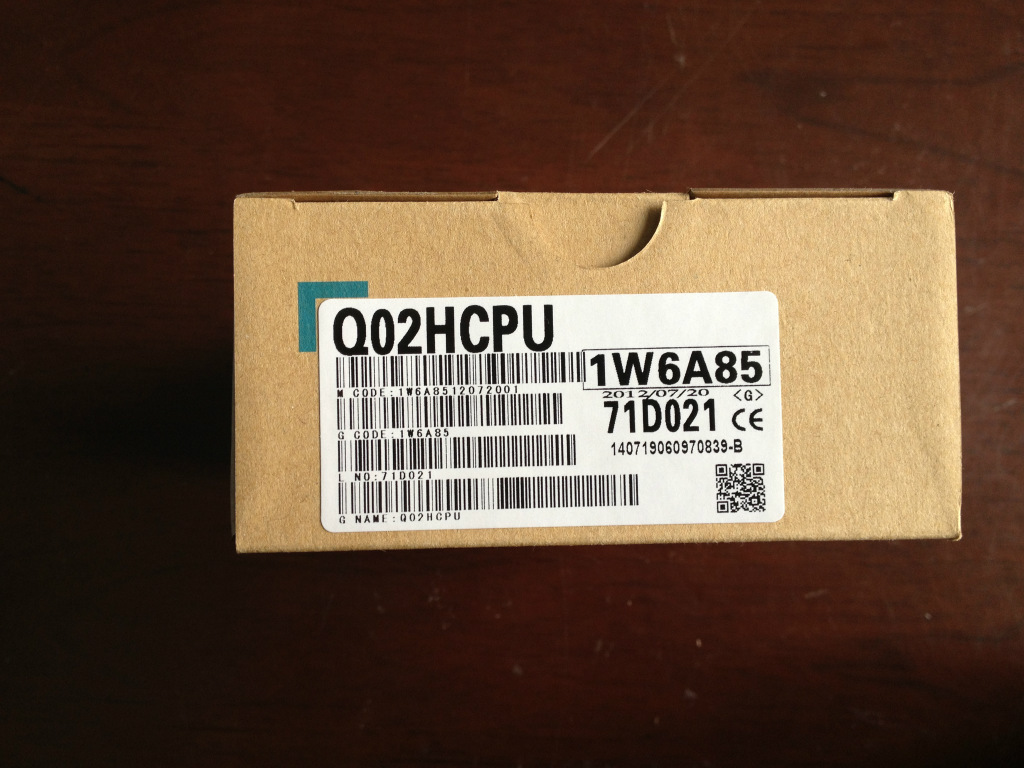 Q02HCPU
1W6A85
M CODE:1W6A8512072001
2012/07/20 <G>
71D021 CE
G CODE:1W6A85
140719060970839-B
L NO:71D021
G NAME:Q02HCPU